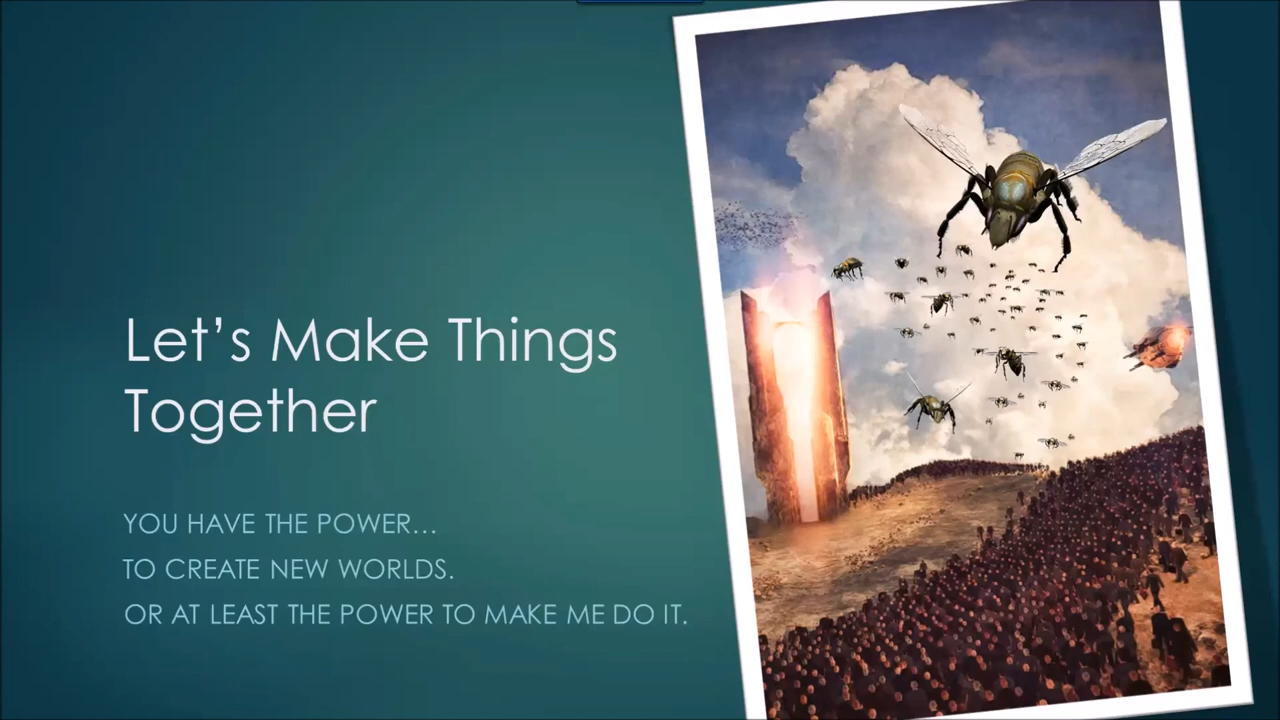 Let’s Make Things
Together
YOU HAVE THE POWER…
TO CREATE NEW WORLDS.
OR AT LEAST THE POWER TO MAKE ME DO IT.